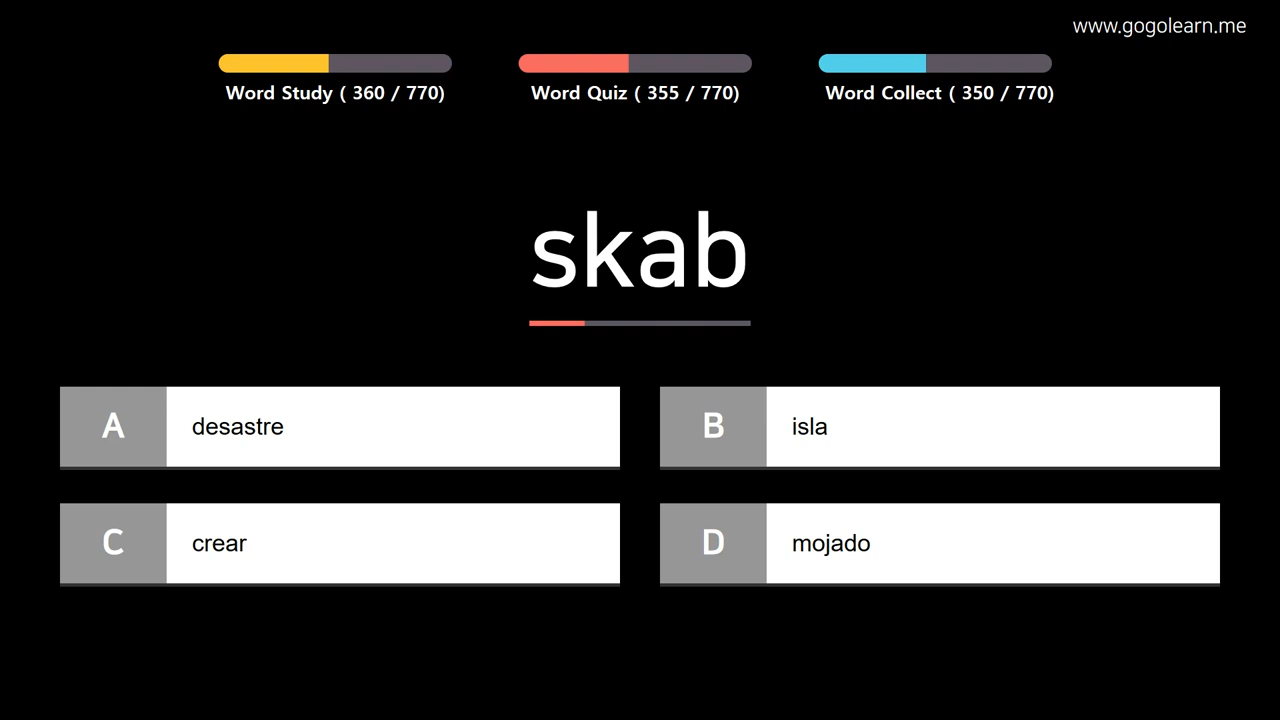 www.gogolearn.me
Word Study ( 360 / 770)
Word Quiz ( 355 / 770)
Word Collect ( 350 / 770)
skab
A desastre
B isla
C crear
D mojado